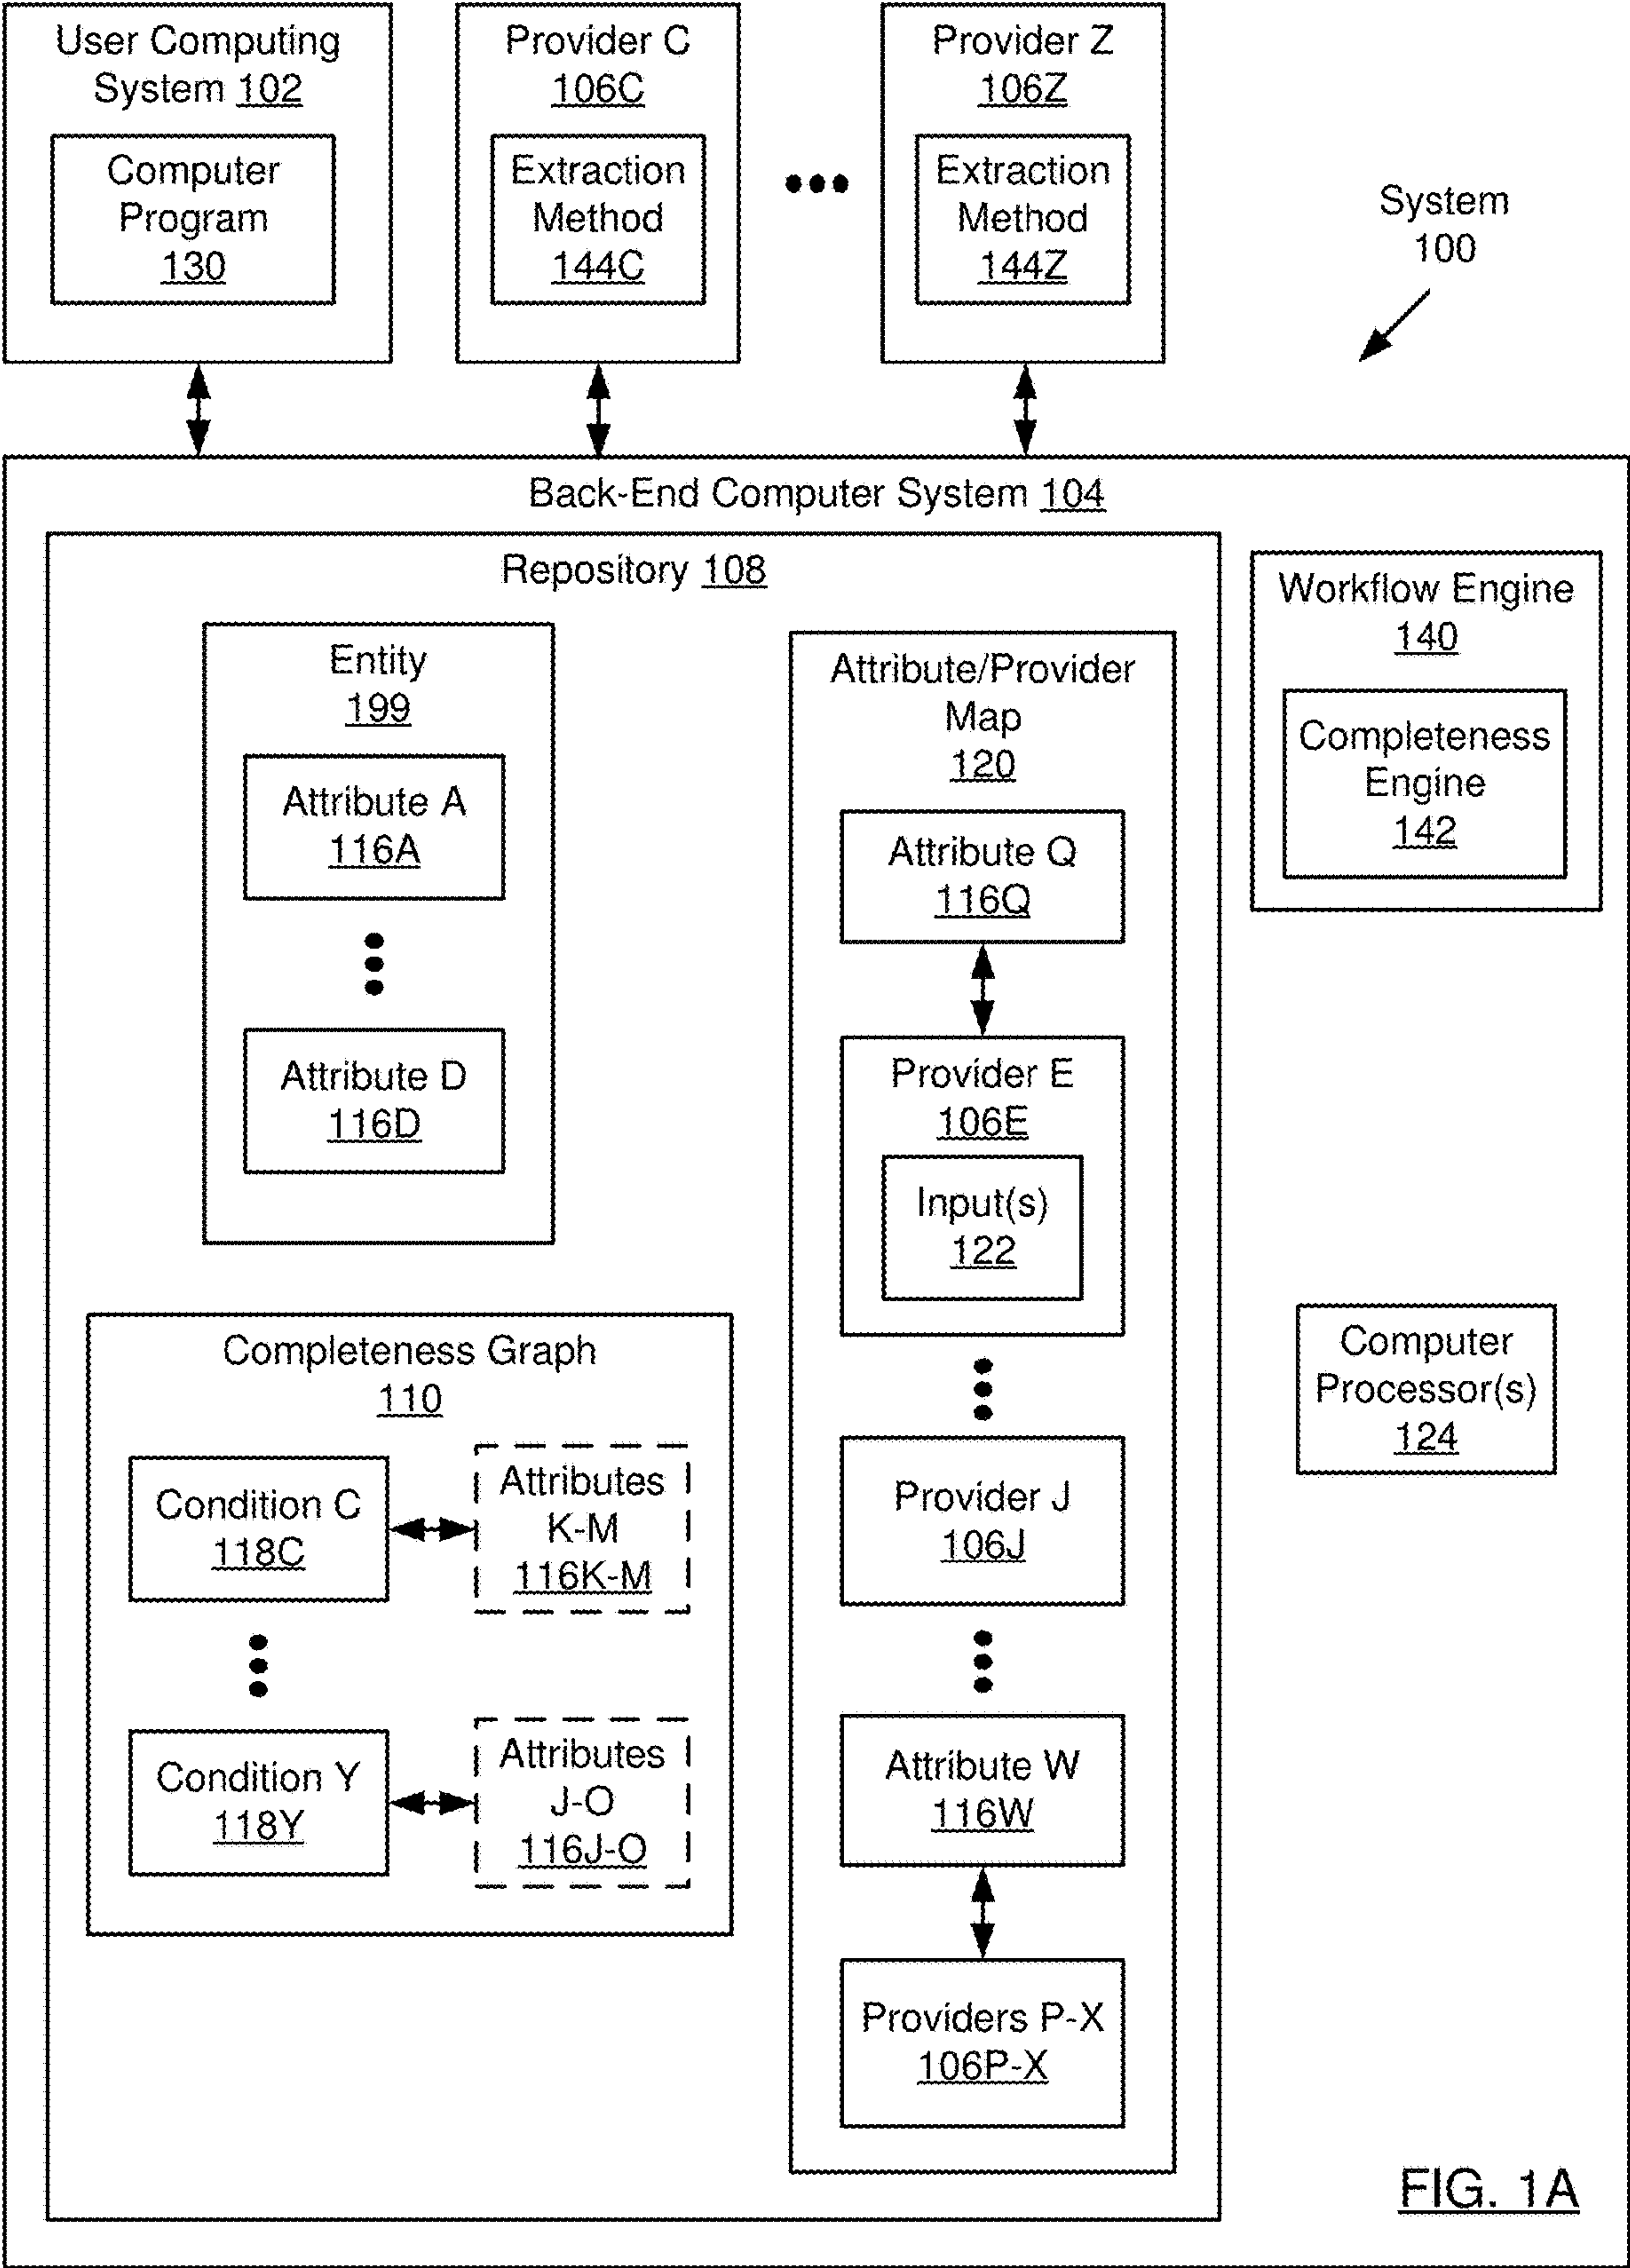 User Computing
System 102
Computer
Program
130
Provider C
106C
Extraction
Method
144C
Provider Z
106Z
Extraction
Method
144Z
System
100
Back-End Computer System 104
Repository 108
Entity
199
Attribute A
116A
Attribute D
116D
Completeness Graph
110
Condition C
118C
Attributes
K-M
116K-M
Condition Y
118Y
Attributes
J-O
116J-O
Attribute/Provider
Map
120
Attribute Q
116Q
Provider E
106E
Input(s)
122
Provider J
106J
Attribute W
116W
Providers P-X
106P-X
Workflow Engine
140
Completeness
Engine
142
Computer
Processor(s)
124
FIG. 1A